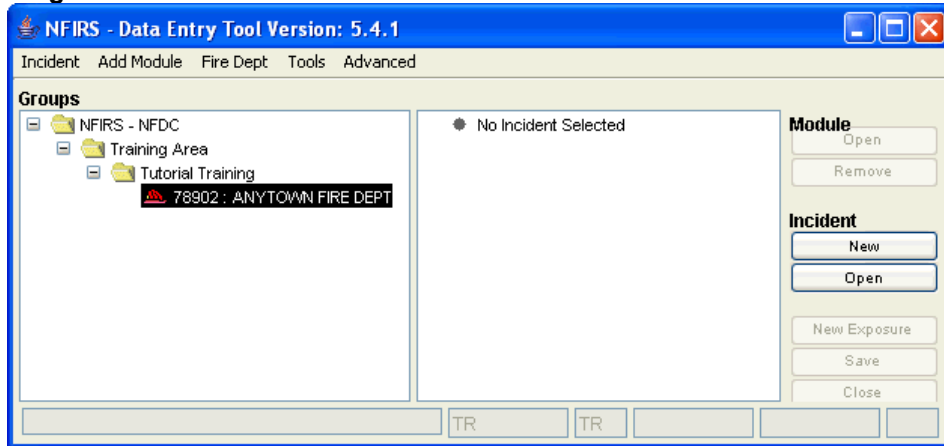 NFIRS - Data Entry Tool Version: 5.4.1
Incident Add Module Fire Dept Tools Advanced
Groups
NFIRS - NFDC
Training Area
Tutorial Training
78902 : ANYTOWN FIRE DEPT
No Incident Selected
Module
Open
Remove
Incident
New
Open
New Exposure
Save
Close
TR TR